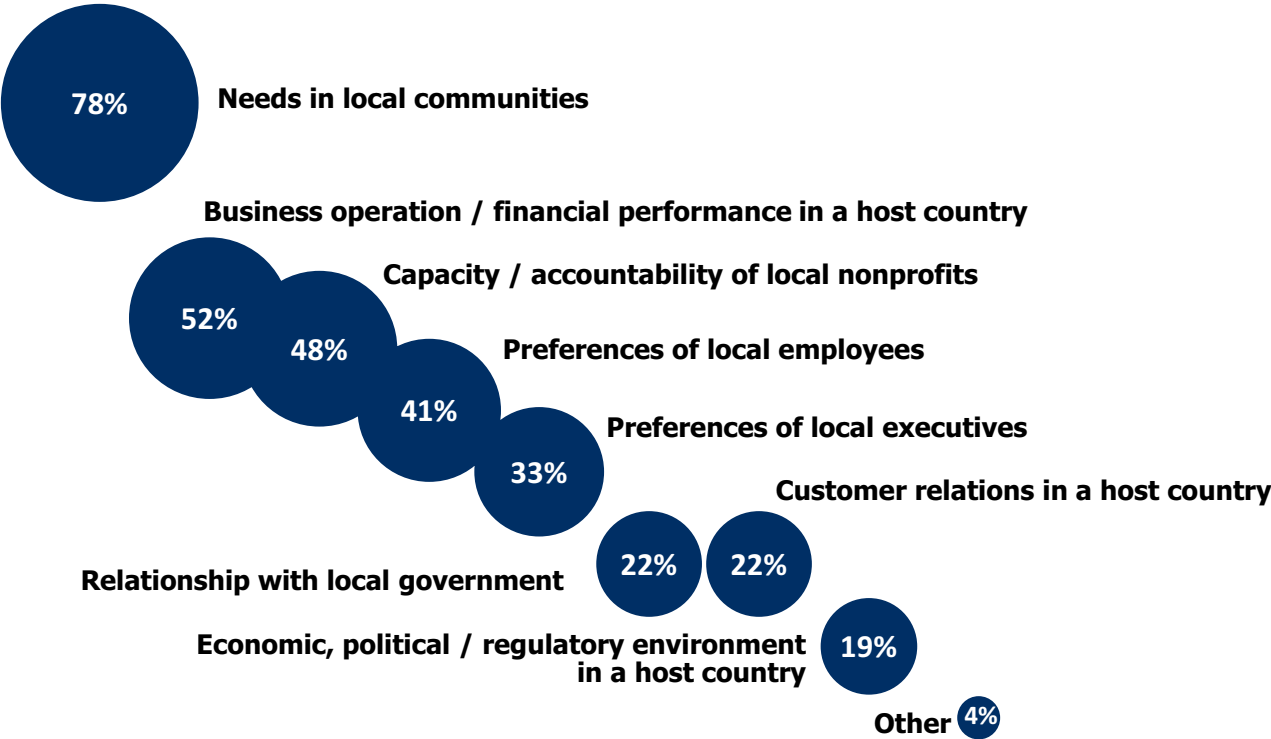 78%
Needs in local communities
Business operation / financial performance in a host country
52%
Capacity / accountability of local nonprofits
48%
Preferences of local employees
41%
Preferences of local executives
33%
Customer relations in a host country
Relationship with local government
22%
22%
Economic, political / regulatory environment
in a host country
19%
Other
4%